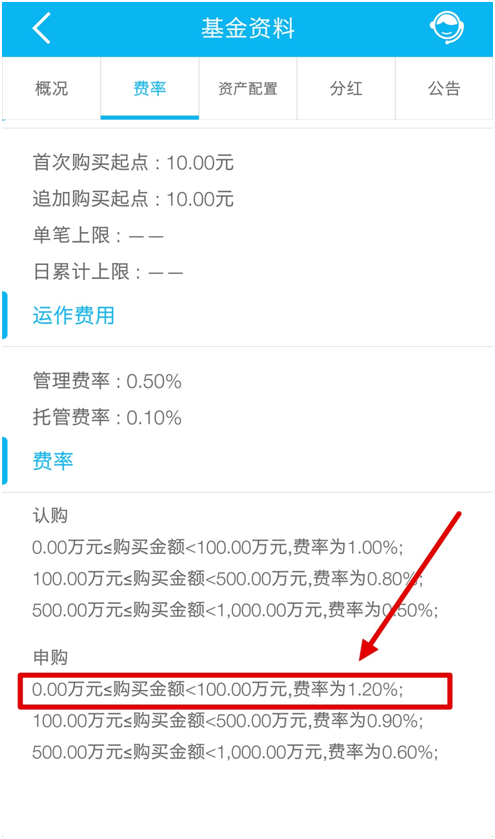 基金资料
概况 费率 资产配置 分红 公告
首次购买起点：10.00元
追加购买起点：10.00元
单笔上限：——
日累计上限：——
运作费用
管理费率：0.50%
托管费率：0.10%
费率
认购
0.00万元≤购买金额<100.00万元,费率为1.00%;
100.00万元≤购买金额<500.00万元,费率为0.80%;
500.00万元≤购买金额<1,000.00万元,费率为0.50%;
申购
0.00万元≤购买金额<100.00万元,费率为1.20%;
100.00万元≤购买金额<500.00万元,费率为0.90%;
500.00万元≤购买金额<1,000.00万元,费率为0.60%;